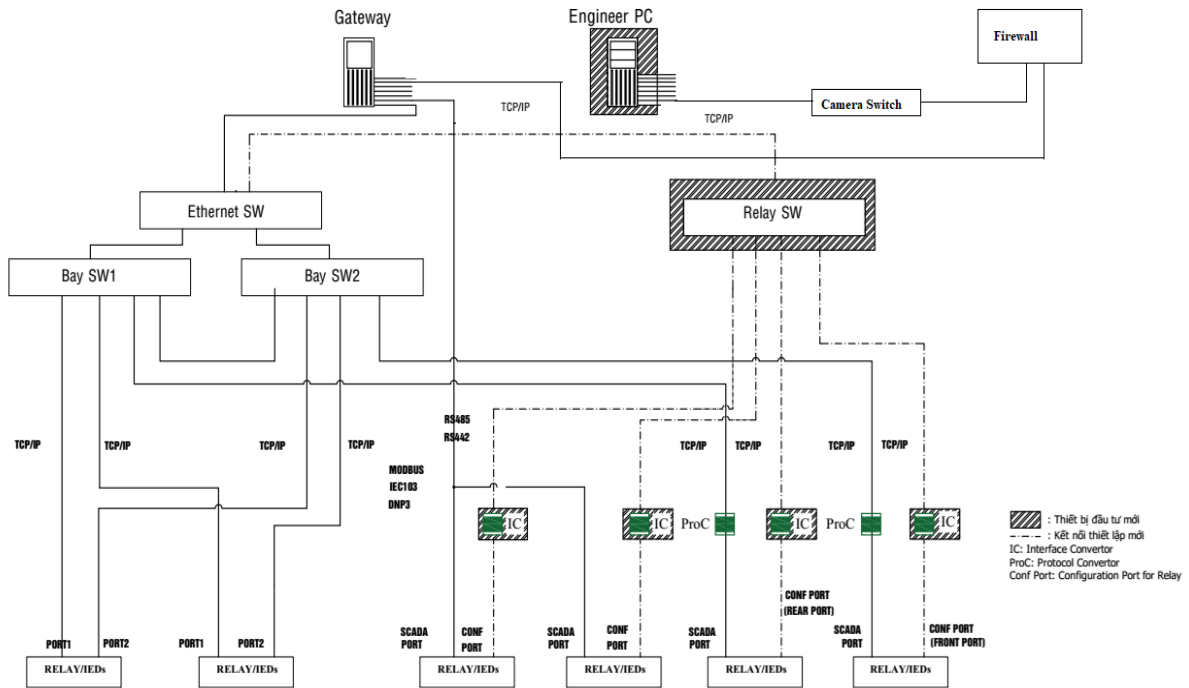 Gateway
Engineer PC
Firewall
Camera Switch
TCP/IP
TCP/IP
Ethernet SW
Relay SW
Bay SW1
Bay SW2
RS485
RS442
TCP/IP
TCP/IP
TCP/IP
TCP/IP
TCP/IP
TCP/IP
TCP/IP
TCP/IP
MODBUS
IEC103
DNP3
IC
IC
ProC
IC
ProC
IC
: Thiết bị đầu tư mới
: Kết nối thiết lập mới
IC: Interface Convertor
ProC: Protocol Convertor
Conf Port: Configuration Port for Relay
CONF PORT
(REAR PORT)
PORT1
PORT2
PORT1
PORT2
SCADA
PORT
CONF
PORT
SCADA
PORT
CONF
PORT
SCADA
PORT
SCADA
PORT
CONF PORT
(FRONT PORT)
RELAY/IEDs
RELAY/IEDs
RELAY/IEDs
RELAY/IEDs
RELAY/IEDs
RELAY/IEDs